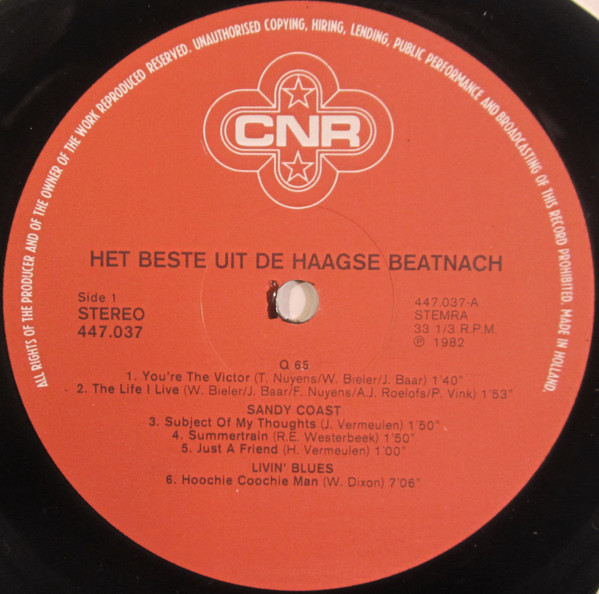 ALL RIGHTS OF THE PRODUCER AND OF THE OWNER OF THE WORK REPRODUCED RESERVED. UNAUTHORISED COPYING, HIRING, LENDING, PUBLIC PERFORMANCE AND BROADCASTING OF THIS RECORD PROHIBITED. MADE IN HOLLAND.
CNR
HET BESTE UIT DE HAAGSE BEATNACH
Side 1
STEREO
447.037
447.037-A
STEMRA
33 1/3 R.P.M.
℗ 1982
Q 65
1. You're The Victor (T. Nuyens/W. Bieler/J. Baar) 1'40"
2. The Life I Live (W. Bieler/J. Baar/F. Nuyens/A.J. Roelofs/P. Vink) 1'53"
SANDY COAST
3. Subject Of My Thoughts (J. Vermeulen) 1'50"
4. Summertrain (R.E. Westerbeek) 1'50"
5. Just A Friend (H. Vermeulen) 1'00"
LIVIN' BLUES
6. Hoochie Coochie Man (W. Dixon) 7'06"